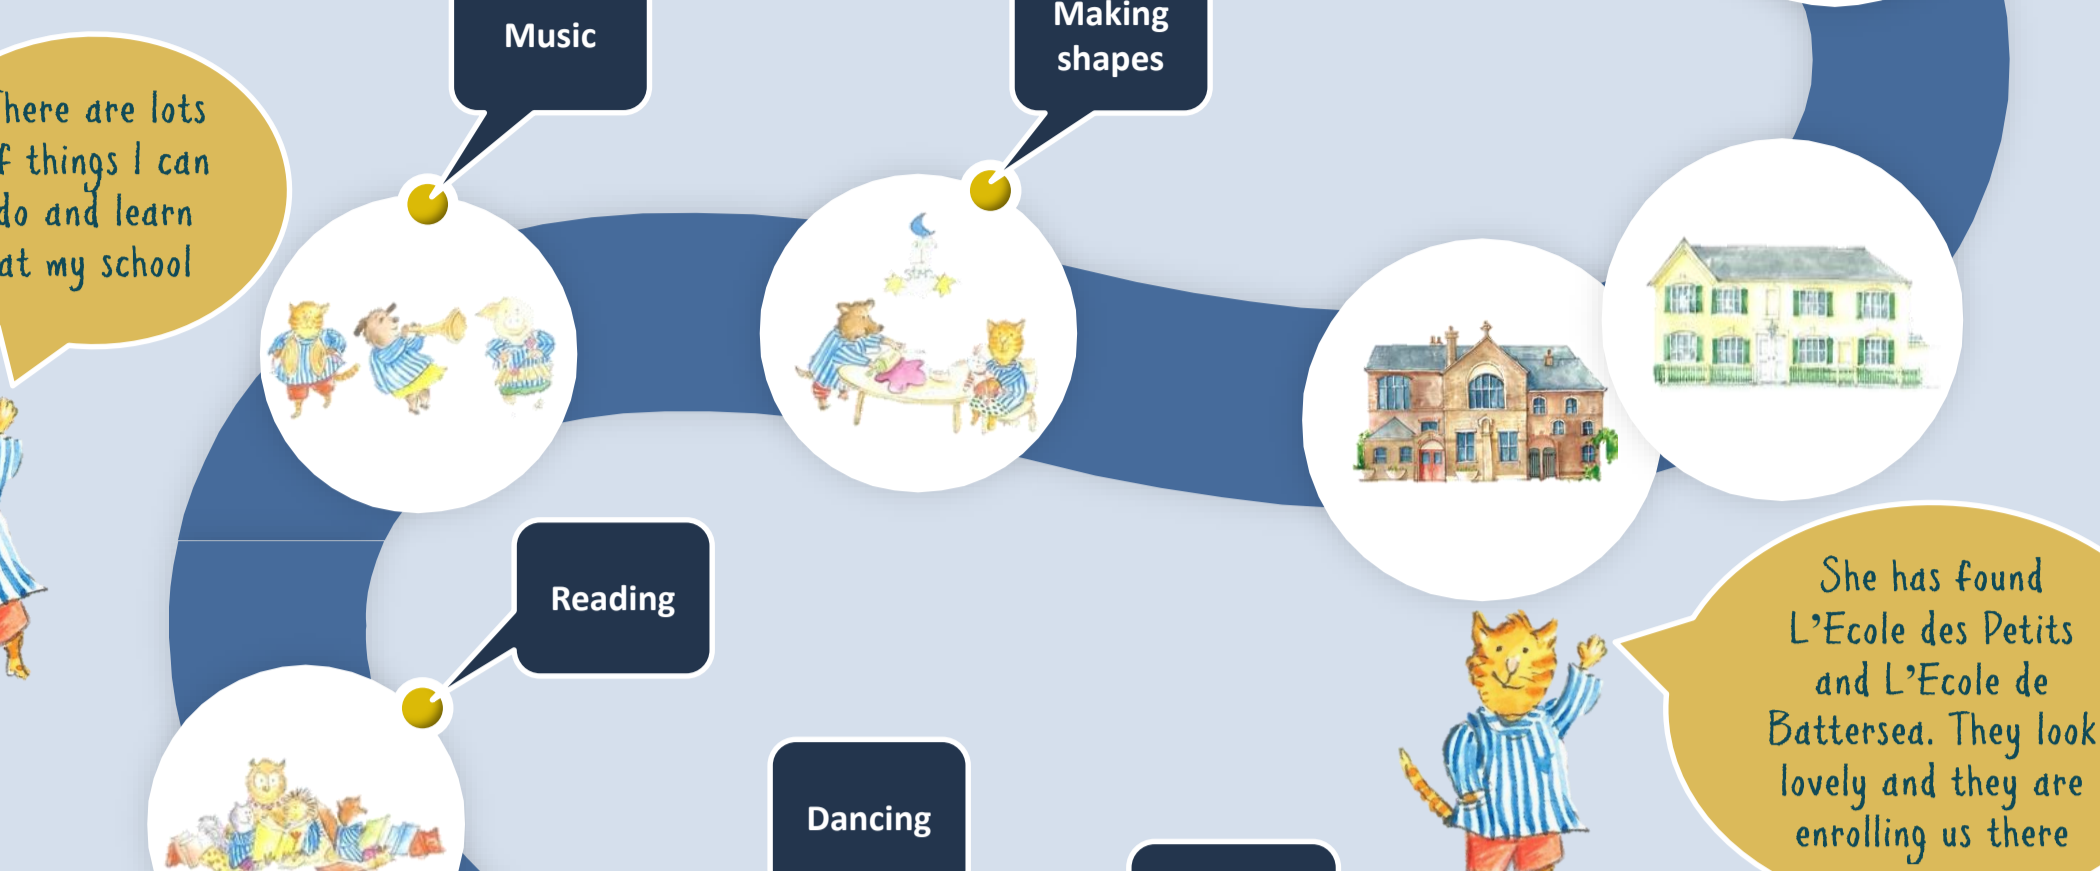 Music
Making
shapes
here are lots
f things I can
do and learn
at my school
Reading
Dancing
She has found
L'Ecole des Petits
and L'Ecole de
Battersea. They look
lovely and they are
enrolling us there